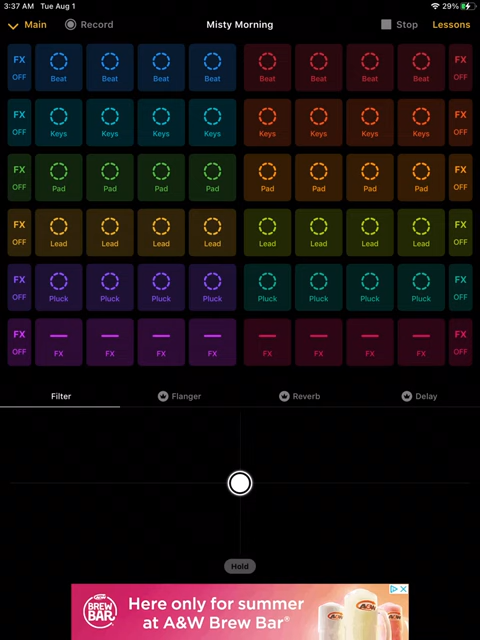 3:37 AM Tue Aug 1 29%
Main Record Misty Morning Stop Lessons
FX Beat Beat Beat Beat Beat Beat Beat Beat FX
OFF OFF
FX Keys Keys Keys Keys Keys Keys Keys Keys FX
OFF OFF
FX Pad Pad Pad Pad Pad Pad Pad Pad FX
OFF OFF
FX Lead Lead Lead Lead Lead Lead Lead Lead FX
OFF OFF
FX Pluck Pluck Pluck Pluck Pluck Pluck Pluck Pluck FX
OFF OFF
FX FX FX FX FX FX FX FX FX FX
OFF OFF
Filter Flanger Reverb Delay
Hold
A&W
BREW
BAR
Here only for summer
at A&W Brew Bar®
A&W